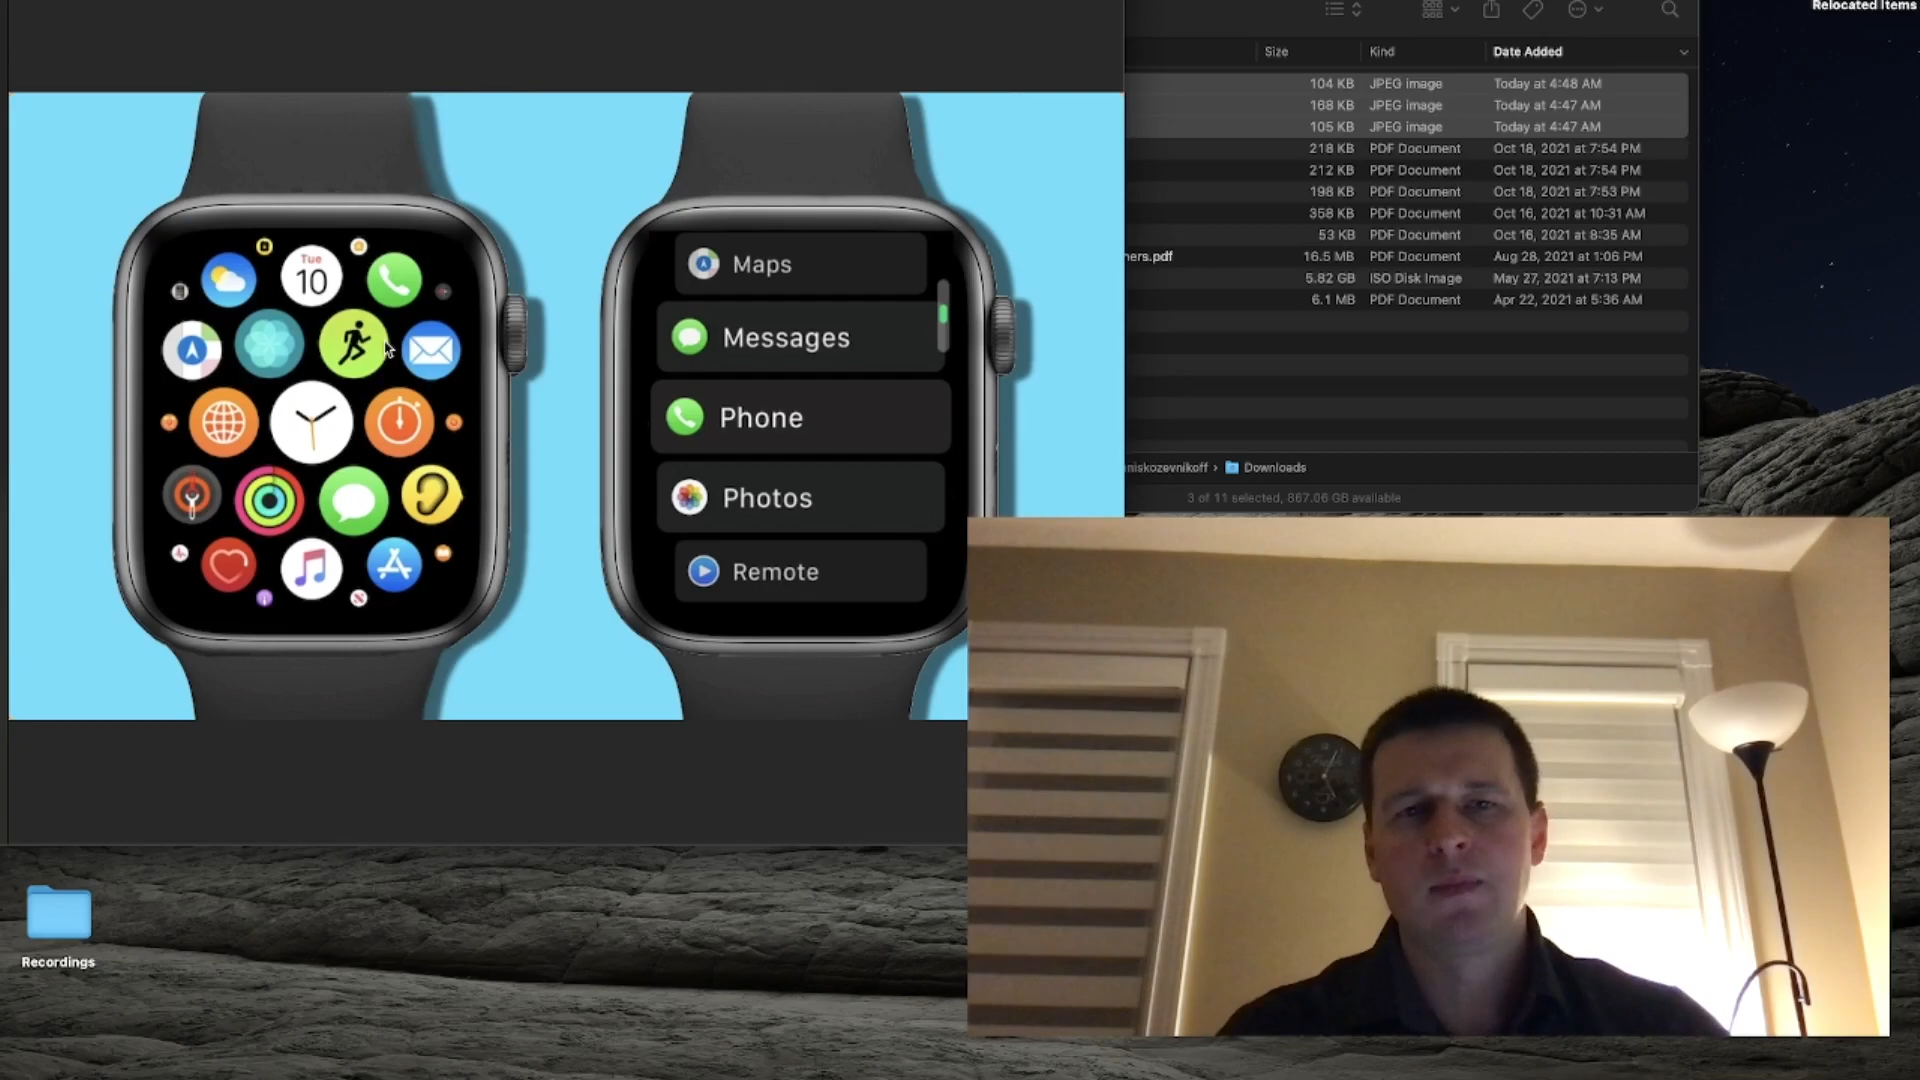 Relocated Items
Size Kind Date Added
104 KB JPEG image Today at 4:48 AM
168 KB JPEG image Today at 4:47 AM
105 KB JPEG image Today at 4:47 AM
218 KB PDF Document Oct 18, 2021 at 7:54 PM
212 KB PDF Document Oct 18, 2021 at 7:54 PM
198 KB PDF Document Oct 18, 2021 at 7:53 PM
358 KB PDF Document Oct 16, 2021 at 10:31 AM
53 KB PDF Document Oct 16, 2021 at 8:35 AM
ners.pdf 16.5 MB PDF Document Aug 28, 2021 at 1:06 PM
5.82 GB ISO Disk Image May 27, 2021 at 7:13 PM
6.1 MB PDF Document Apr 22, 2021 at 5:36 AM
niskozevnikoff › Downloads
3 of 11 selected, 867.06 GB available
Tue
10
Maps
Messages
Phone
Photos
Remote
Recordings